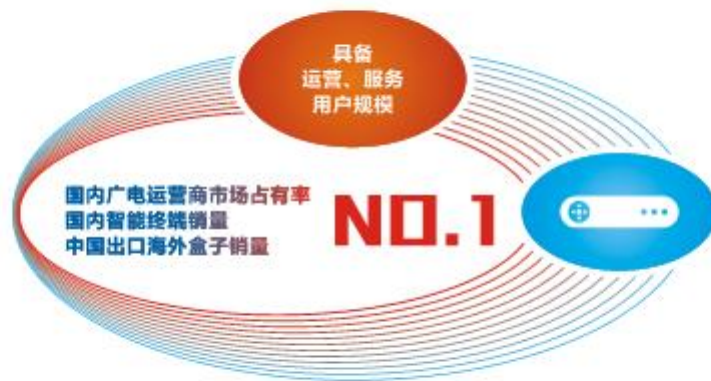 具备
运营、服务
用户规模
国内广电运营商市场占有率
国内智能终端销量
中国出口海外盒子销量
NO.1